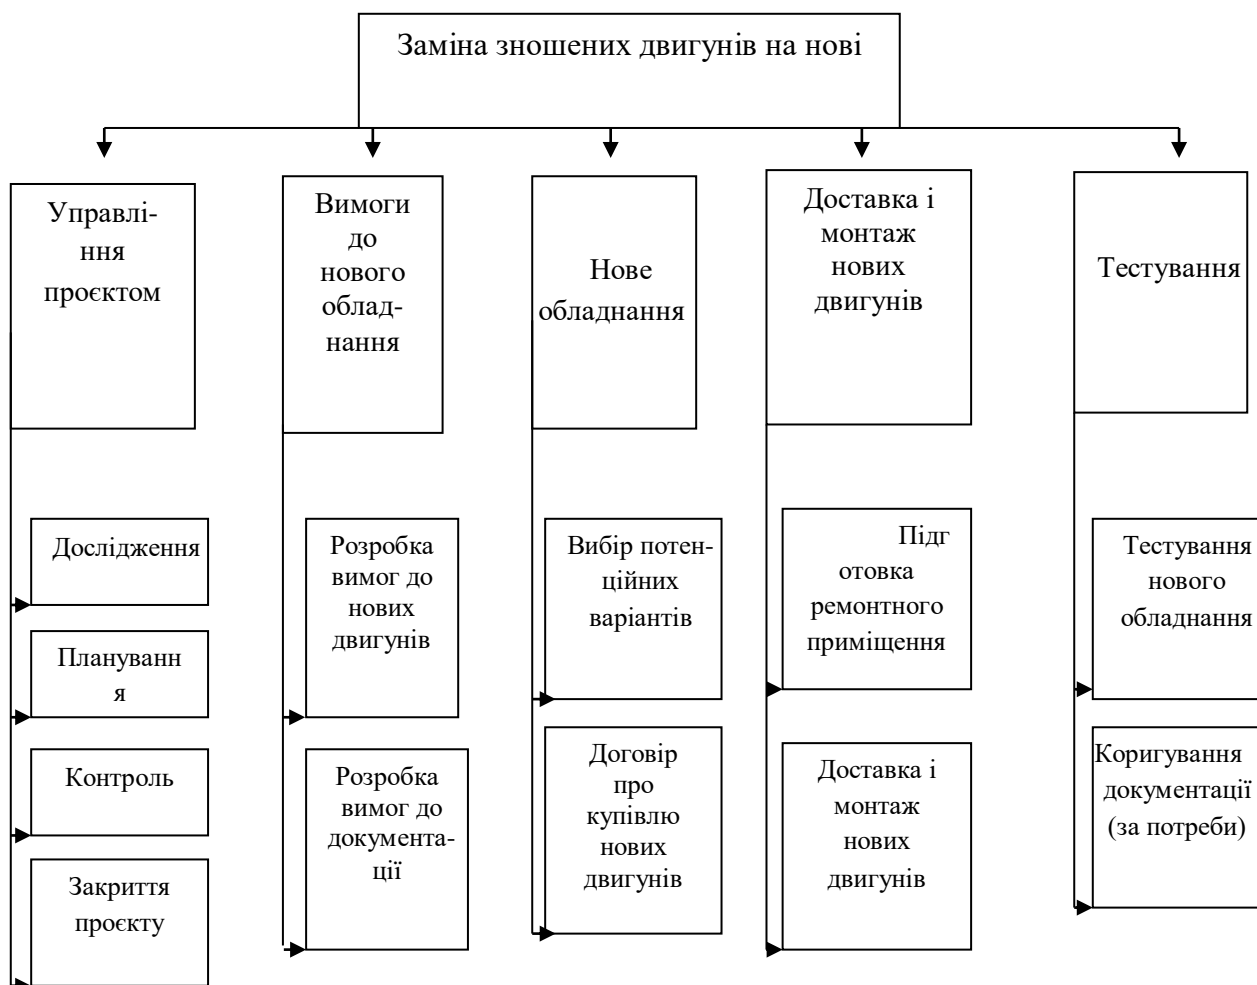 Заміна зношених двигунів на нові
Управлі-
ння
проєктом
Вимоги
до
нового
облад-
нання
Нове
обладнання
Доставка і
монтаж
нових
двигунів
Тестування
Дослідження
Плануванн
я
Контроль
Закриття
проєкту
Розробка
вимог до
нових
двигунів
Розробка
вимог до
документа-
ції
Вибір потен-
ційних
варіантів
Договір
про
купівлю
нових
двигунів
Підг
отовка
ремонтного
приміщення
Доставка і
монтаж
нових
двигунів
Тестування
нового
обладнання
Коригування
документації
(за потреби)